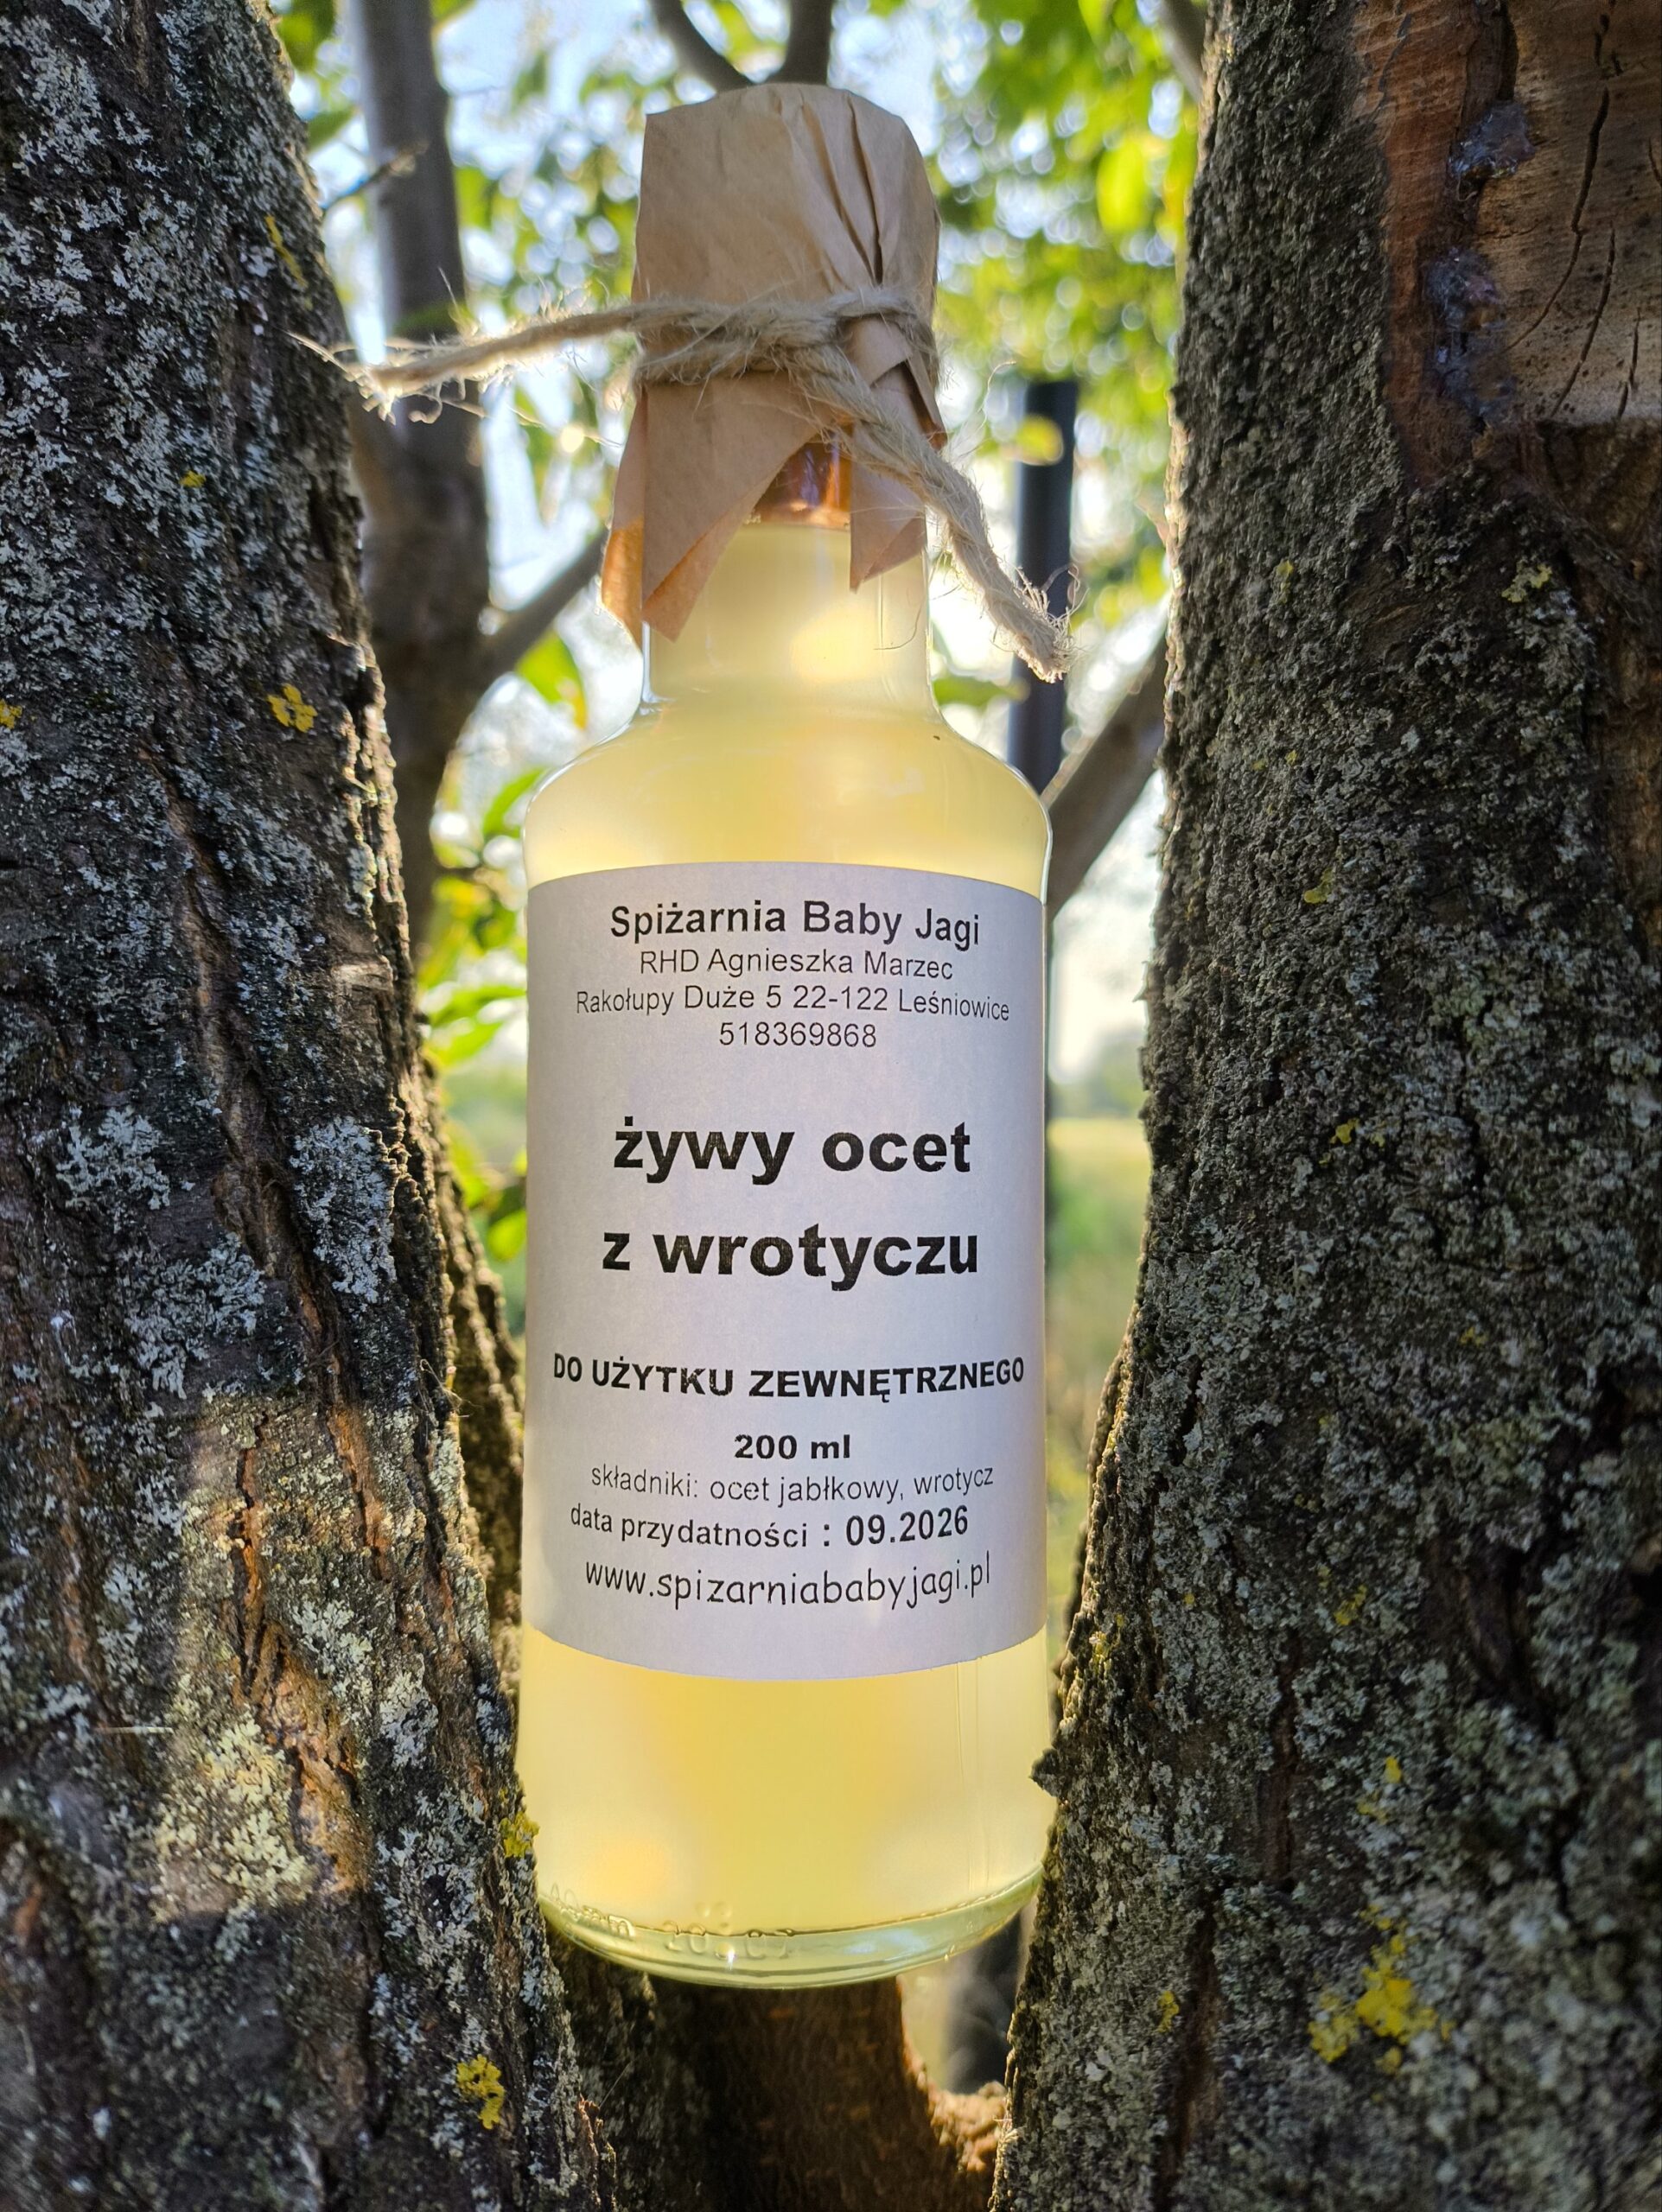 Spiżarnia Baby Jagi
RHD Agnieszka Marzec
Rakołupy Duże 5 22-122 Leśniowice
518369868
żywy ocet
z wrotyczu
DO UŻYTKU ZEWNĘTRZNEGO
200 ml
składniki: ocet jabłkowy, wrotycz
data przydatności : 09.2026
www.spizarniababyjagi.pl